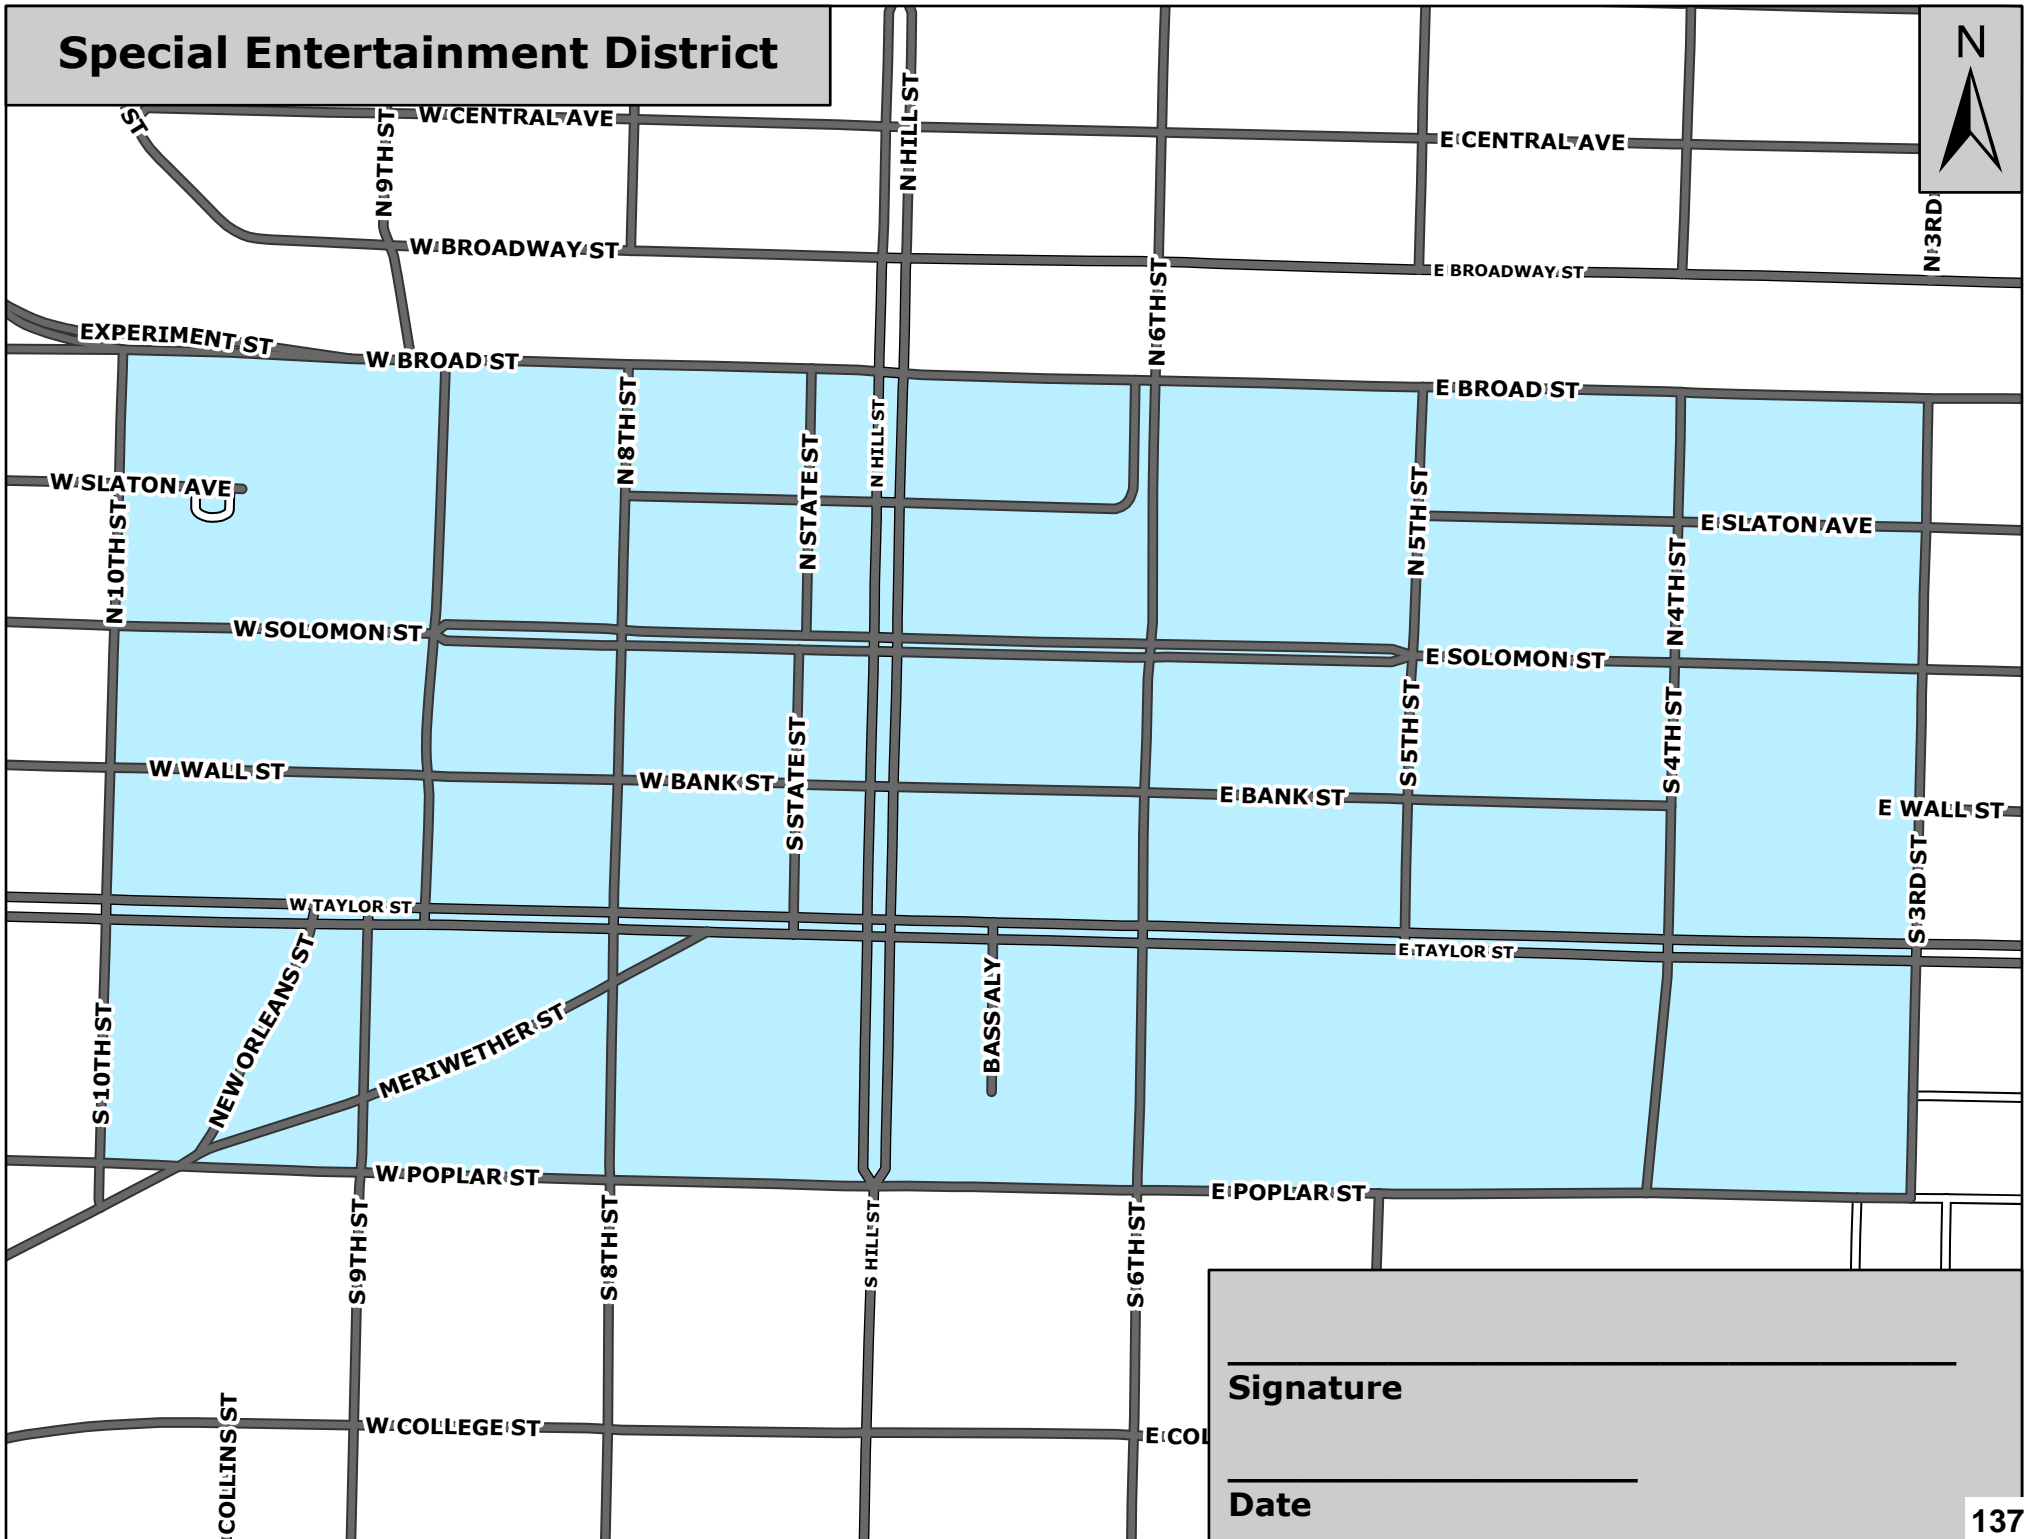 Special Entertainment District
N
ST
W CENTRAL AVE
N 9TH ST
N HILL ST
E CENTRAL AVE
N 3RD
W BROADWAY ST
E BROADWAY ST
N 6TH ST
EXPERIMENT ST
W BROAD ST
E BROAD ST
N 8TH ST
N STATE ST
N HILL ST
W SLATON AVE
N 10TH ST
N 5TH ST
E SLATON AVE
N 4TH ST
W SOLOMON ST
E SOLOMON ST
S 5TH ST
S 4TH ST
W WALL ST
W BANK ST
S STATE ST
E BANK ST
E WALL ST
S 3RD ST
W TAYLOR ST
E TAYLOR ST
NEW ORLEANS ST
S 10TH ST
MERIWETHER ST
BASS ALY
W POPLAR ST
E POPLAR ST
S 9TH ST
S 8TH ST
S HILL ST
S 6TH ST
COLLINS ST
W COLLEGE ST
E COL
Signature
Date
137